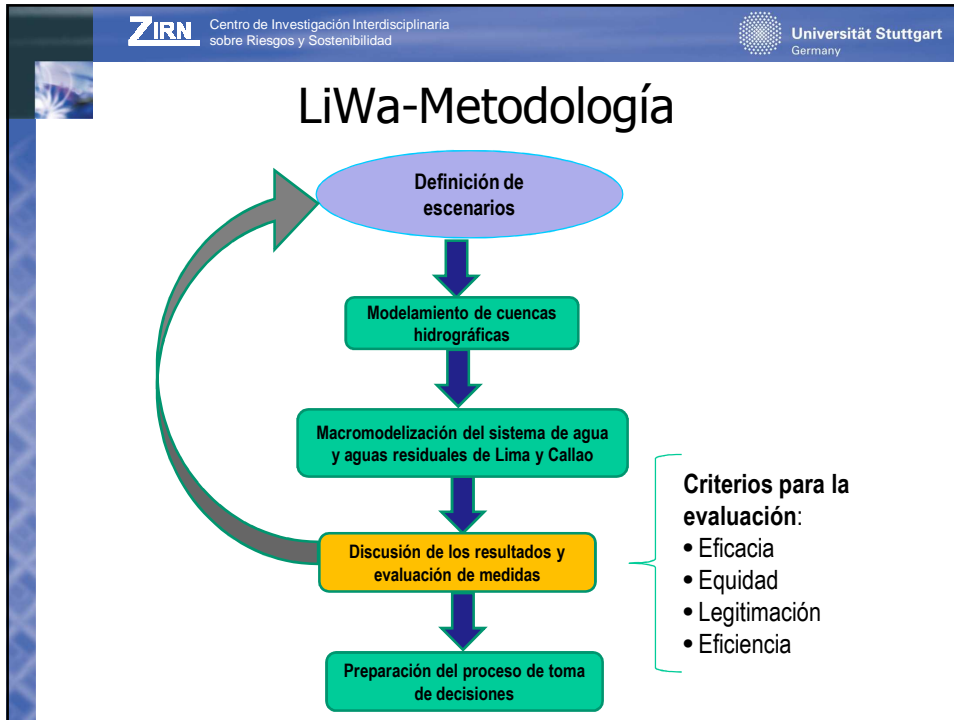 ZIRN
Centro de Investigación Interdisciplinaria
sobre Riesgos y Sostenibilidad
Universität Stuttgart
Germany
LiWa-Metodología
Definición de
escenarios
Modelamiento de cuencas
hidrográficas
Macromodelización del sistema de agua
y aguas residuales de Lima y Callao
Discusión de los resultados y
evaluación de medidas
Preparación del proceso de toma
de decisiones
Criterios para la
evaluación:
• Eficacia
• Equidad
• Legitimación
• Eficiencia